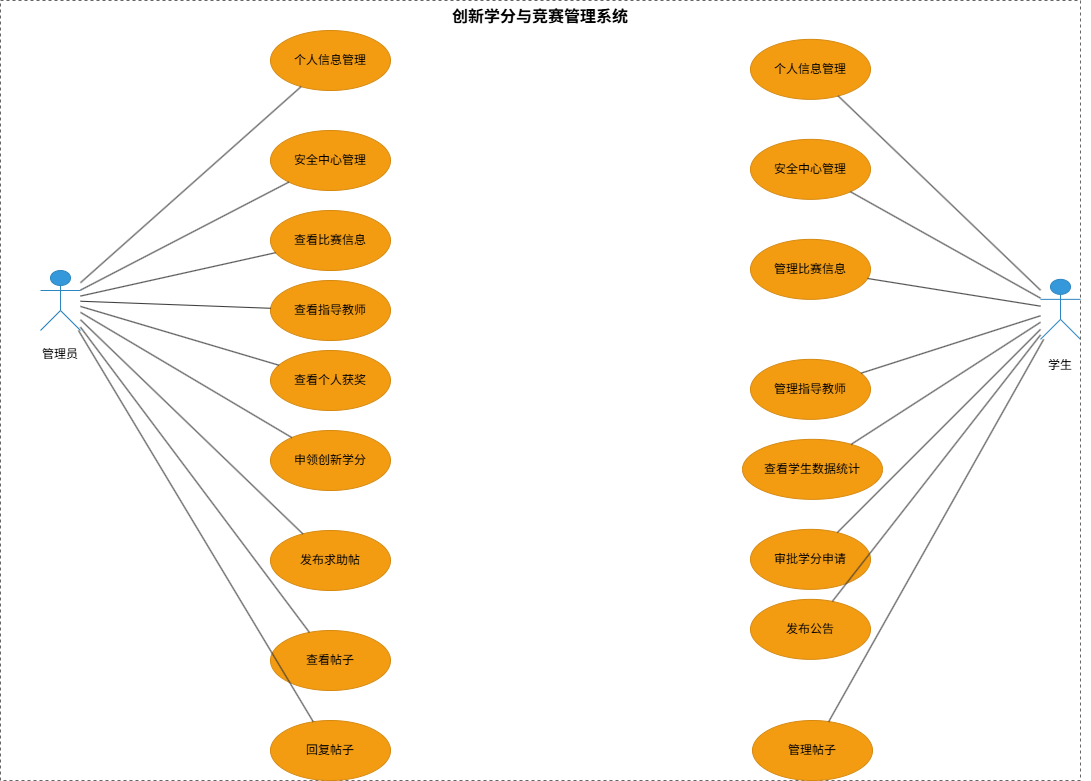 创新学分与竞赛管理系统
个人信息管理
安全中心管理
查看比赛信息
查看指导教师
查看个人获奖
申领创新学分
发布求助帖
查看帖子
回复帖子
管理员
个人信息管理
安全中心管理
管理比赛信息
管理指导教师
查看学生数据统计
审批学分申请
发布公告
管理帖子
学生